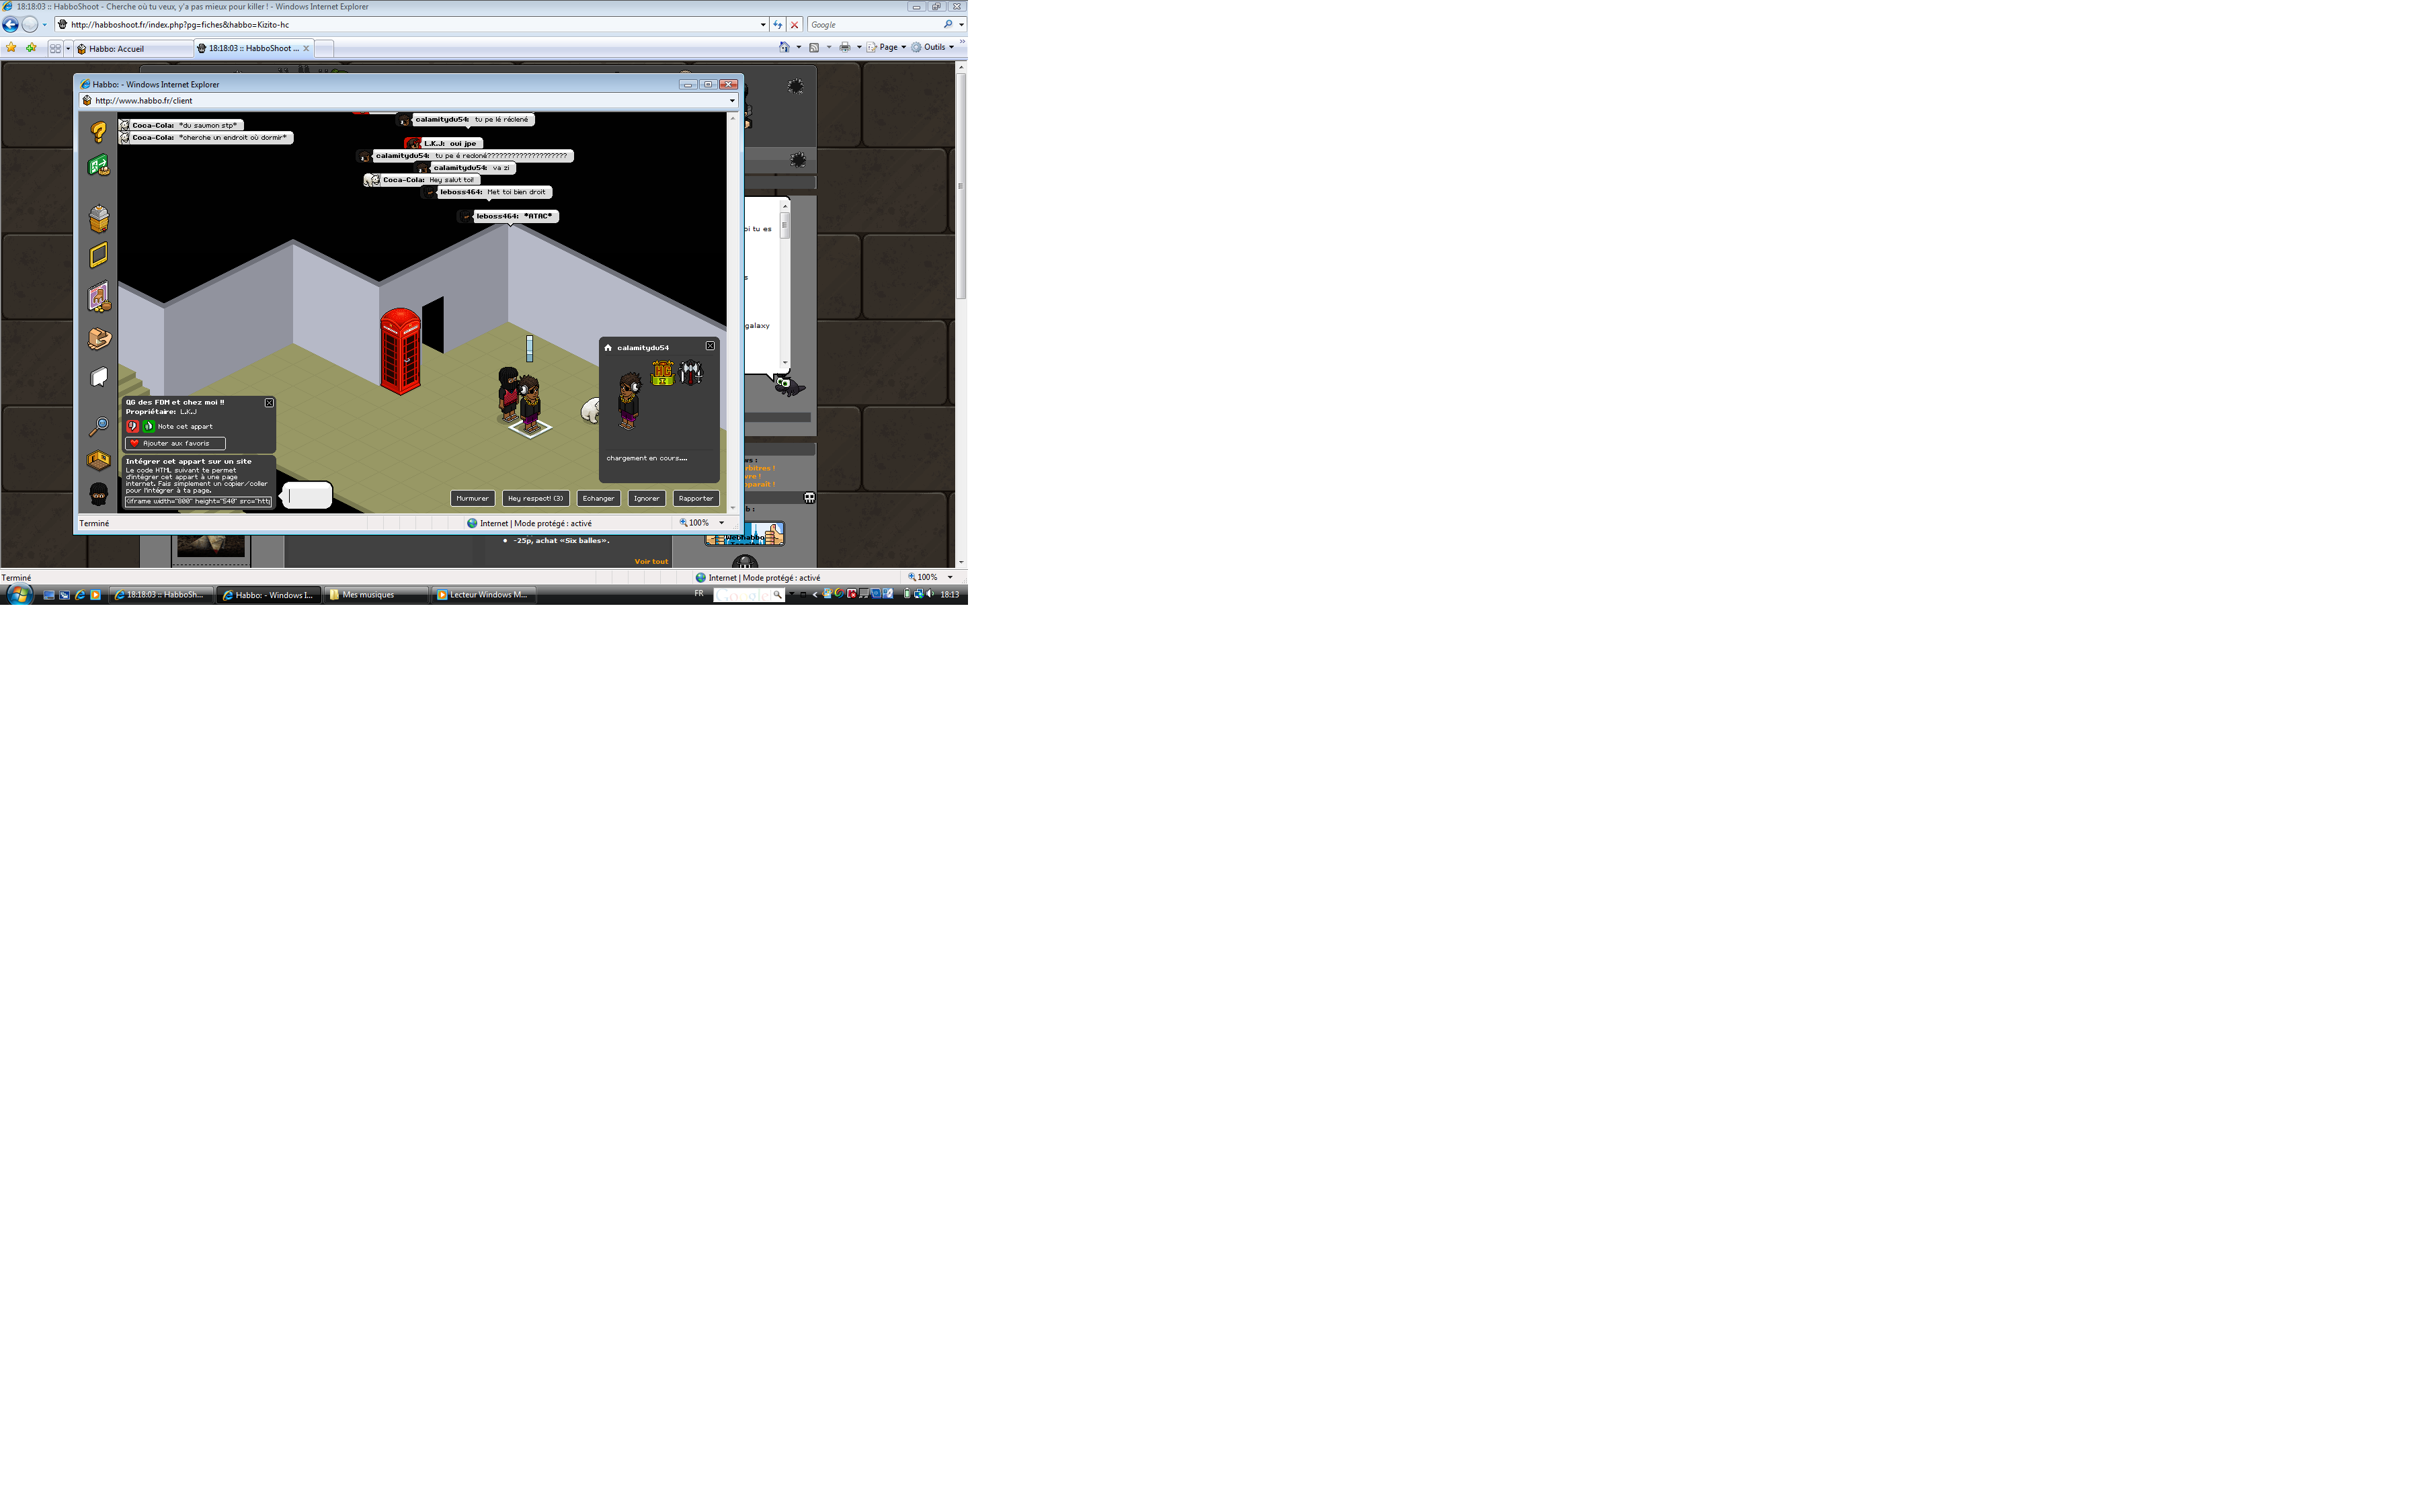 18:18:03 :: HabboShoot - Cherche où tu veux, y'a pas mieux pour killer ! - Windows Internet Explorer
http://habboshoot.fr/index.php?pg=fiches&habbo=Kizito-hc
Google
Habbo: Accueil
18:18:03 :: HabboShoot ...
Page
Outils
Habbo: - Windows Internet Explorer
http://www.habbo.fr/client
calamitydu54: tu pe lé réclené
Coca-Cola: *du saumon stp*
Coca-Cola: *cherche un endroit où dormir*
L.K.J: oui jpe
calamitydu54: tu pe é redoné????????????????????
calamitydu54: va zi
Coca-Cola: Hey salut toi!
leboss464: Met toi bien droit
leboss464: *ATAC*
oi tu es
s
galaxy
calamitydu54
HC
chargement en cours....
QG des FDM et chez moi !!
Propriétaire: L.K.J
Note cet appart
Ajouter aux favoris
Intégrer cet appart sur un site
Le code HTML suivant te permet
d'intégrer cet appart à une page
internet. Fais simplement un copier/coller
pour l'intégrer à ta page.
<iframe width="800" height="540" src="http
Murmurer
Hey respect! (3)
Echanger
Ignorer
Rapporter
ws :
rbitres !
vre !
pparaît !
b :
Terminé
Internet | Mode protégé : activé
100%
Webhabbo
-25p, achat «Six balles».
Voir tout
Terminé
Internet | Mode protégé : activé
100%
18:18:03 :: HabboSh...
Habbo: - Windows I...
Mes musiques
Lecteur Windows M...
FR
Google
18:13